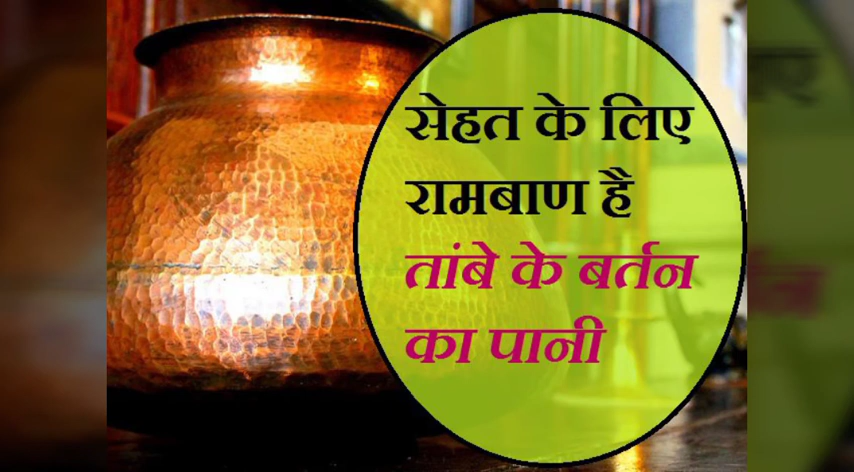 सेहत के लिए
रामबाण है
तांबे के बर्तन
का पानी